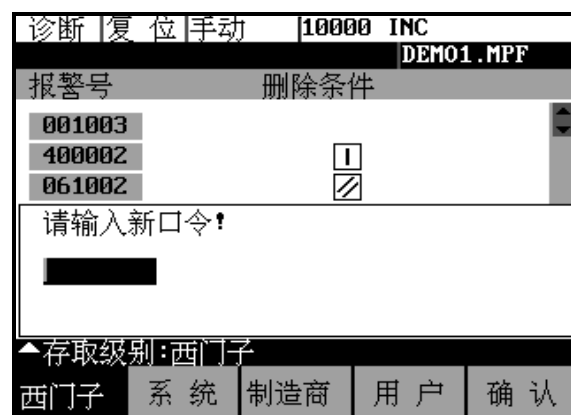 诊断 复 位 手动 10000 INC
DEMO1.MPF
报警号 删除条件
001003
400002
061002
请输入新口令!
存取级别:西门子
西门子 系 统 制造商 用 户 确 认